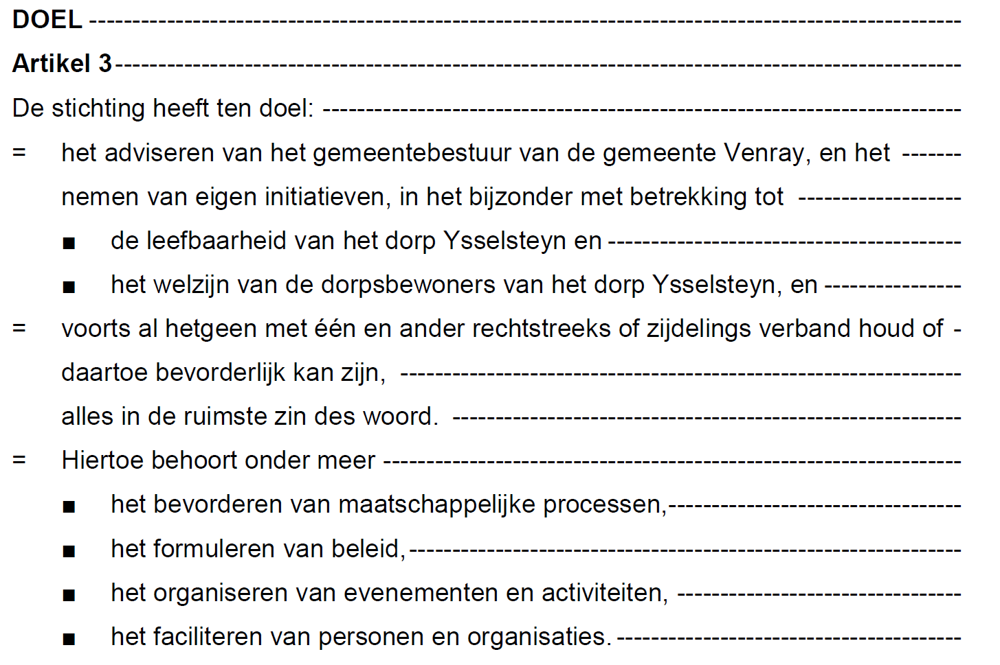 DOEL ----------------------------------------------------------------------------------------------------
Artikel 3--------------------------------------------------------------------------------------------------
De stichting heeft ten doel: --------------------------------------------------------------------------
= het adviseren van het gemeentebestuur van de gemeente Venray, en het -------
nemen van eigen initiatieven, in het bijzonder met betrekking tot -------------------
■ de leefbaarheid van het dorp Ysselsteyn en -----------------------------------------
■ het welzijn van de dorpsbewoners van het dorp Ysselsteyn, en ----------------
= voorts al hetgeen met één en ander rechtstreeks of zijdelings verband houd of -
daartoe bevorderlijk kan zijn, -----------------------------------------------------------------
alles in de ruimste zin des woord. -----------------------------------------------------------
= Hiertoe behoort onder meer -------------------------------------------------------------------
■ het bevorderen van maatschappelijke processen,----------------------------------
■ het formuleren van beleid,----------------------------------------------------------------
■ het organiseren van evenementen en activiteiten, ---------------------------------
■ het faciliteren van personen en organisaties. ----------------------------------------